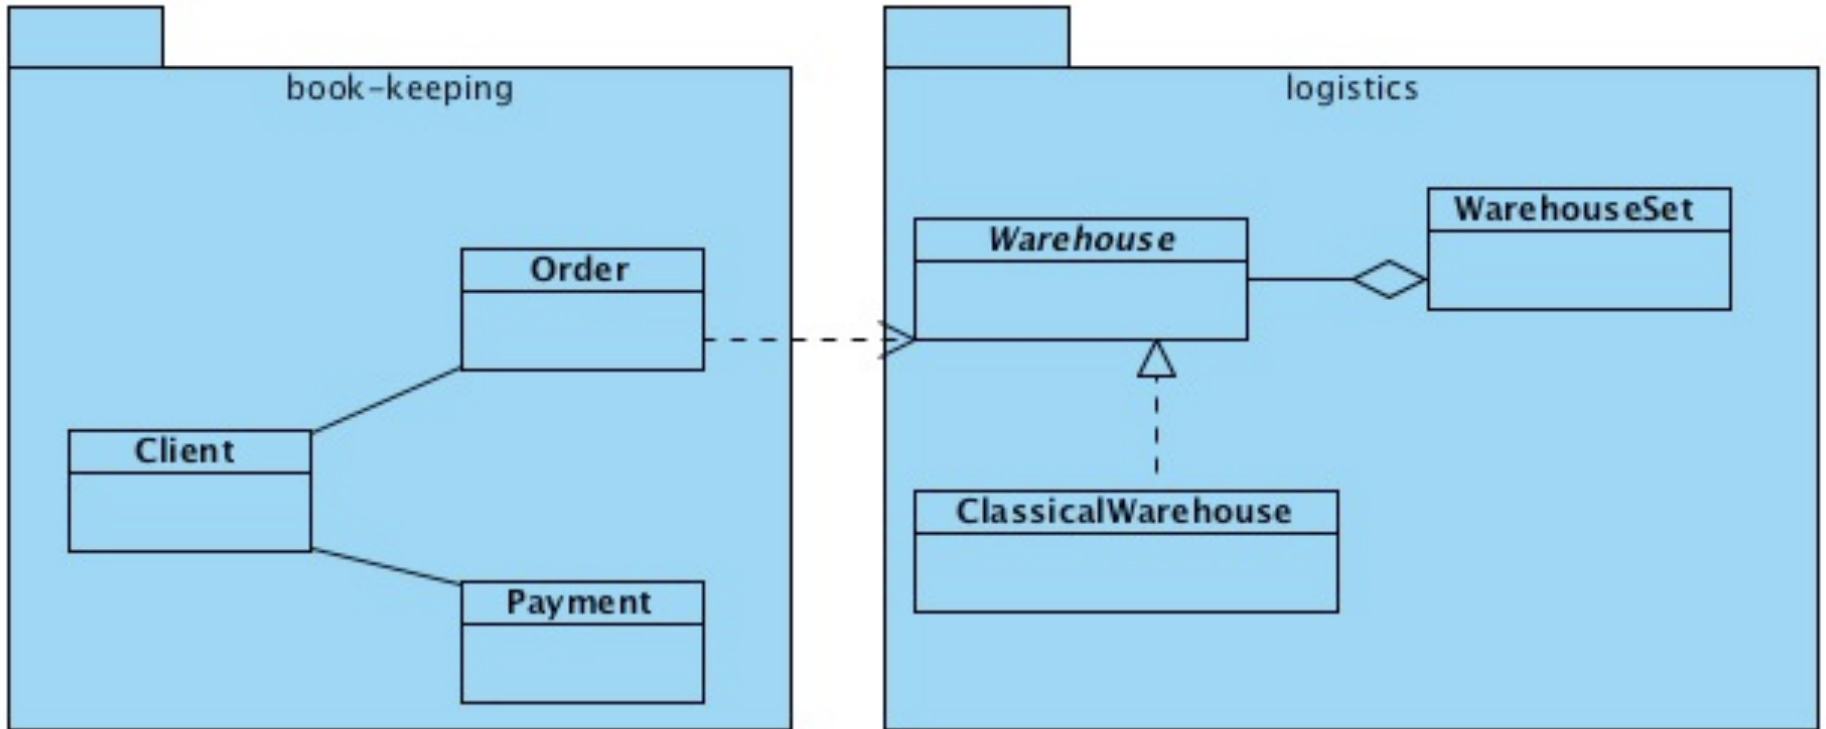 book-keeping
Order
Client
Payment
logistics
Warehouse
WarehouseSet
ClassicalWarehouse